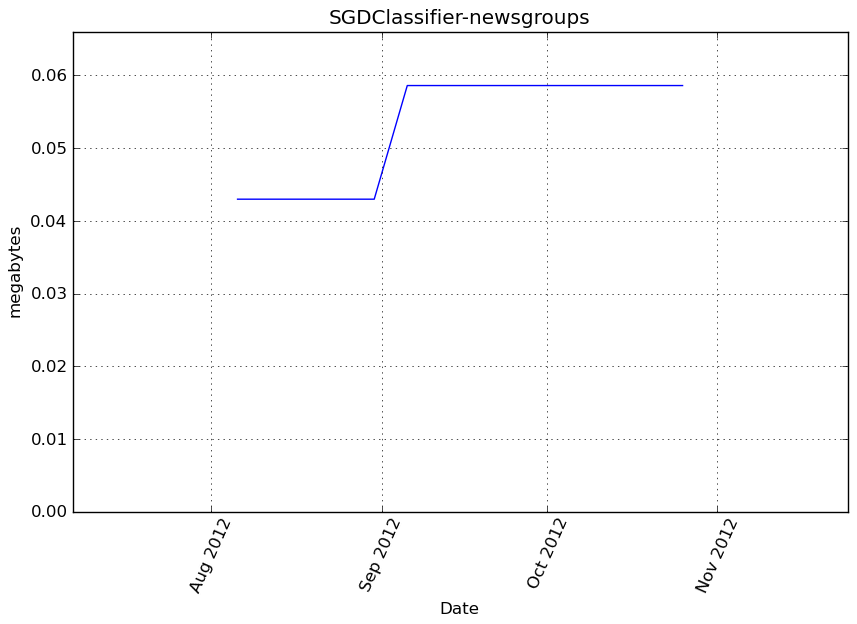 SGDClassifier-newsgroups
0.06
0.05
0.04
0.03
0.02
0.01
0.00
megabytes
Aug 2012
Sep 2012
Oct 2012
Nov 2012
Date